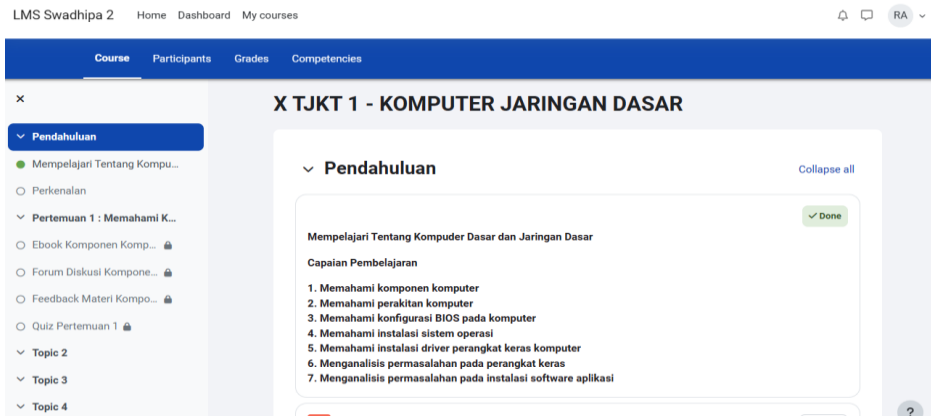 LMS Swadhipa 2 Home Dashboard My courses RA
Course Participants Grades Competencies
X TJKT 1 - KOMPUTER JARINGAN DASAR
Pendahuluan
Mempelajari Tentang Kompu...
Perkenalan
Pertemuan 1 : Memahami K...
Ebook Komponen Komp...
Forum Diskusi Kompone...
Feedback Materi Kompo...
Quiz Pertemuan 1
Topic 2
Topic 3
Topic 4
Pendahuluan Collapse all
Done
Mempelajari Tentang Kompuder Dasar dan Jaringan Dasar
Capaian Pembelajaran
1. Memahami komponen komputer
2. Memahami perakitan komputer
3. Memahami konfigurasi BIOS pada komputer
4. Memahami instalasi sistem operasi
5. Memahami instalasi driver perangkat keras komputer
6. Menganalisis permasalahan pada perangkat keras
7. Menganalisis permasalahan pada instalasi software aplikasi
?